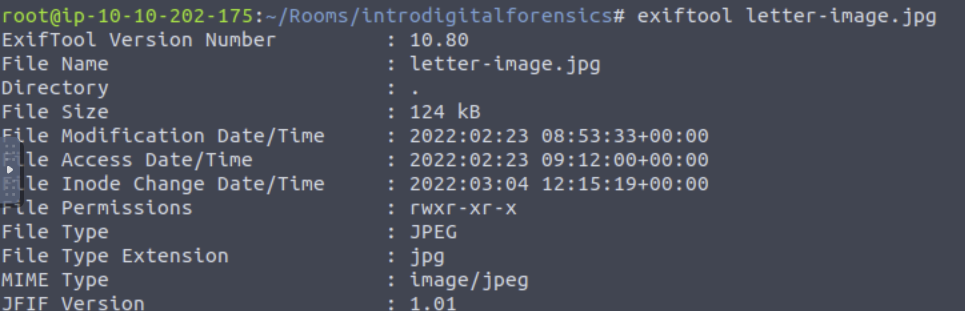 root@ip-10-10-202-175:~/Rooms/introdigitalforensics# exiftool letter-image.jpg
ExifTool Version Number : 10.80
File Name : letter-image.jpg
Directory : .
File Size : 124 kB
File Modification Date/Time : 2022:02:23 08:53:33+00:00
le Access Date/Time : 2022:02:23 09:12:00+00:00
le Inode Change Date/Time : 2022:03:04 12:15:19+00:00
File Permissions : rwxr-xr-x
File Type : JPEG
File Type Extension : jpg
MIME Type : image/jpeg
JFIF Version : 1.01